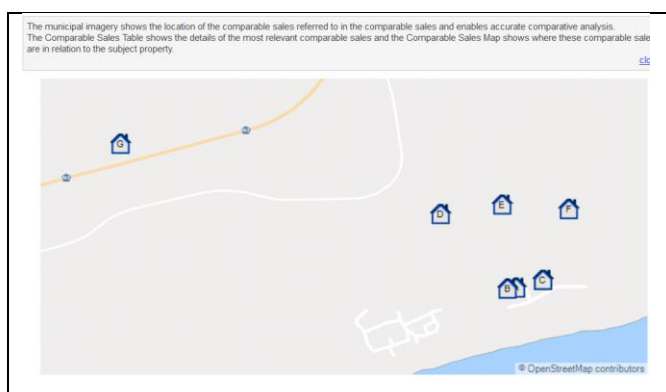 The municipal imagery shows the location of the comparable sales referred to in the comparable sales and enables accurate comparative analysis.
The Comparable Sales Table shows the details of the most relevant comparable sales and the Comparable Sales Map shows where these comparable sale
are in relation to the subject property.
clo
G
D
E
F
B
C
© OpenStreetMap contributors